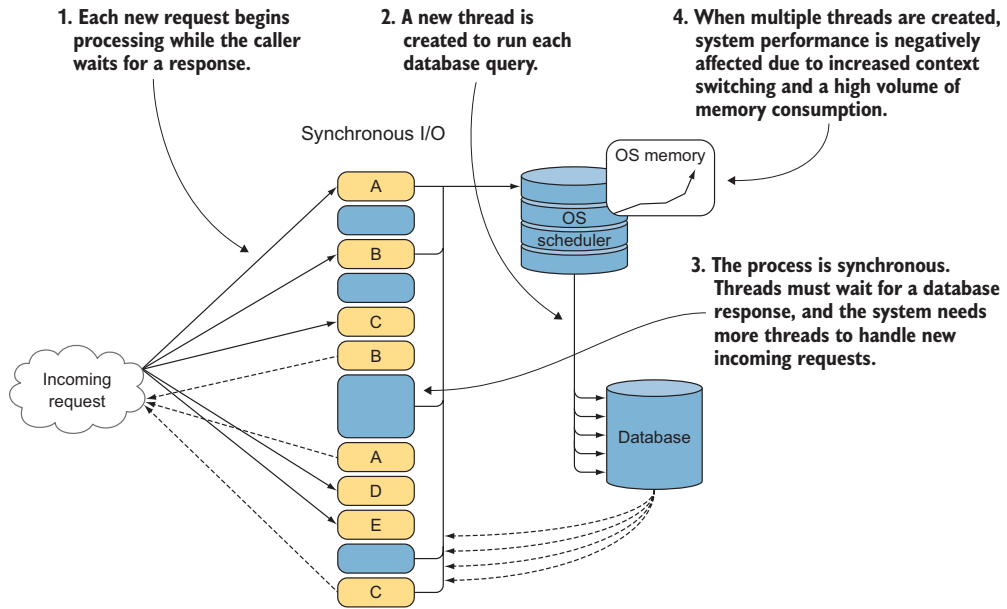 1. Each new request begins
processing while the caller
waits for a response.
2. A new thread is
created to run each
database query.
4. When multiple threads are created,
system performance is negatively
affected due to increased context
switching and a high volume of
memory consumption.
Synchronous I/O
OS memory
A
OS
scheduler
B
3. The process is synchronous.
Threads must wait for a database
response, and the system needs
more threads to handle new
incoming requests.
C
B
Incoming
request
Database
A
D
E
C